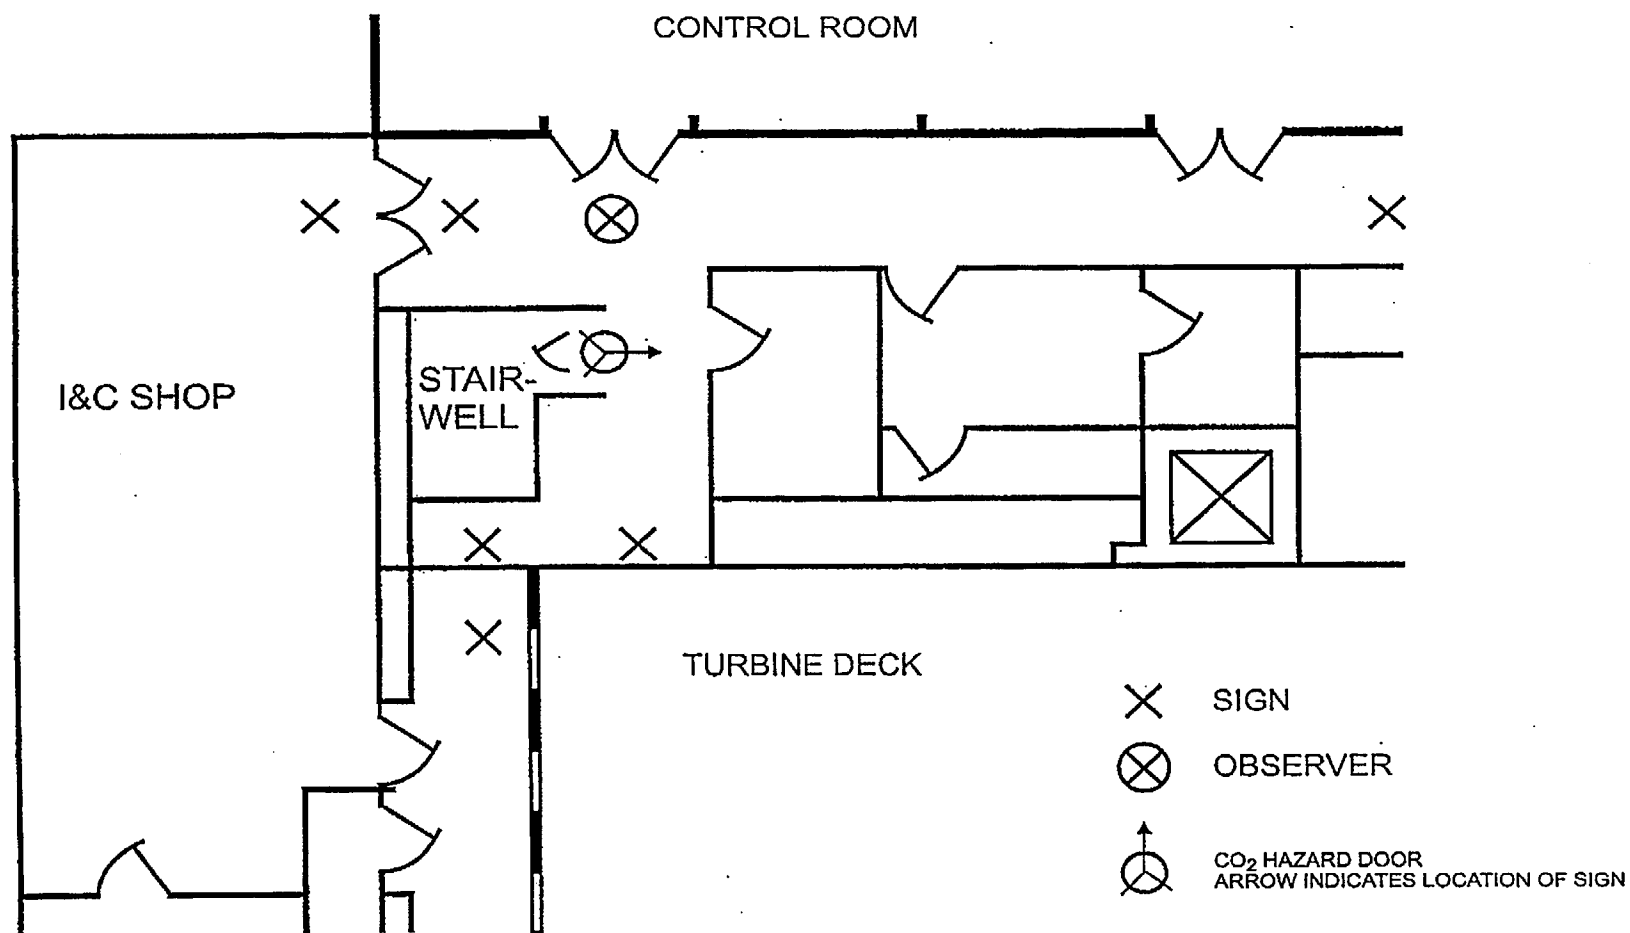 CONTROL ROOM
I&C SHOP
STAIR-
WELL
TURBINE DECK
SIGN
OBSERVER
CO₂ HAZARD DOOR
ARROW INDICATES LOCATION OF SIGN